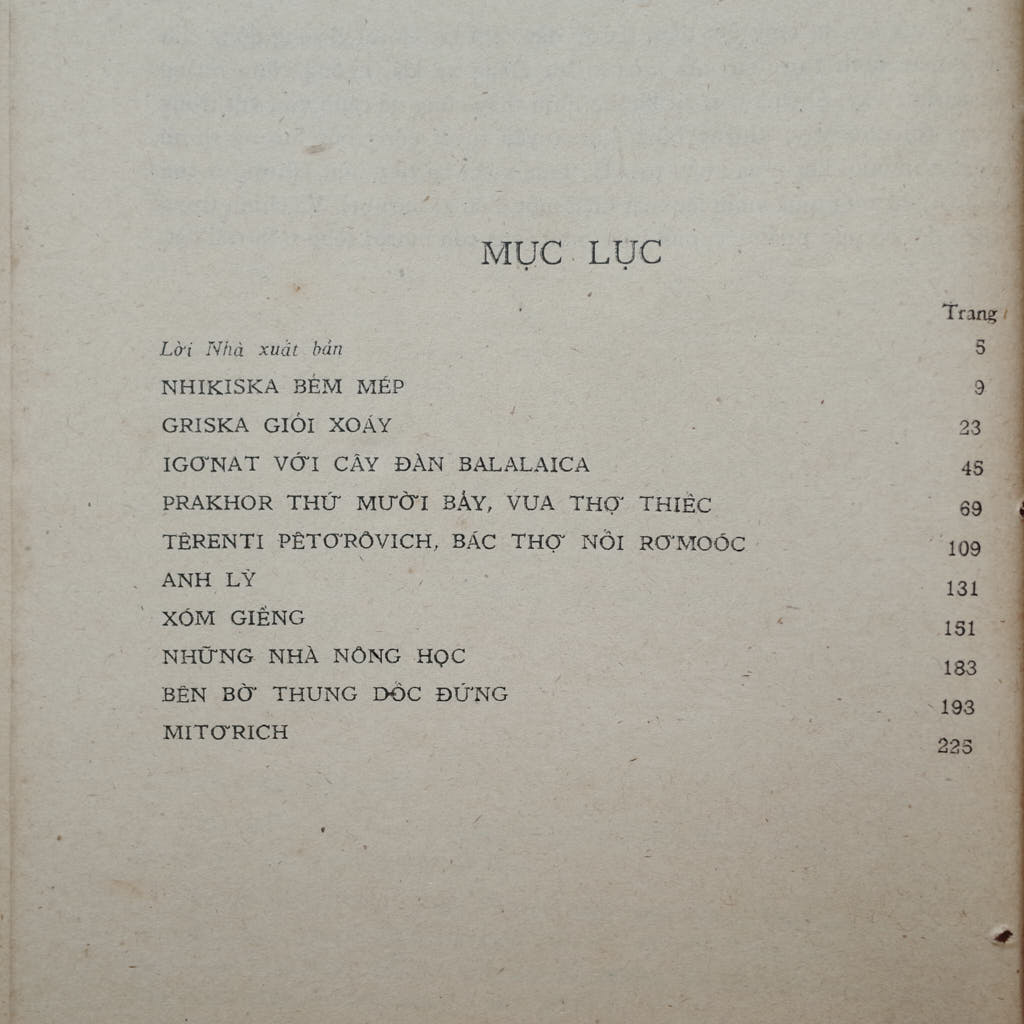 MỤC LỤC
Trang
Lời Nhà xuất bản 5
NHIKISKA BẺM MÉP 9
GRISKA GIỎI XOÁY 23
IGƠNAT VỚI CÂY ĐÀN BALALAICA 45
PRAKHOR THỨ MƯỜI BẢY, VUA THỢ THIẾC 69
TÊRENTI PÊTƠRÔVICH, BÁC THỢ NỒI RƠMOÓC 109
ANH LỲ 131
XÓM GIỀNG 151
NHỮNG NHÀ NÔNG HỌC 183
BÊN BỜ THUNG DỐC ĐỨNG 193
MITƠRICH 225